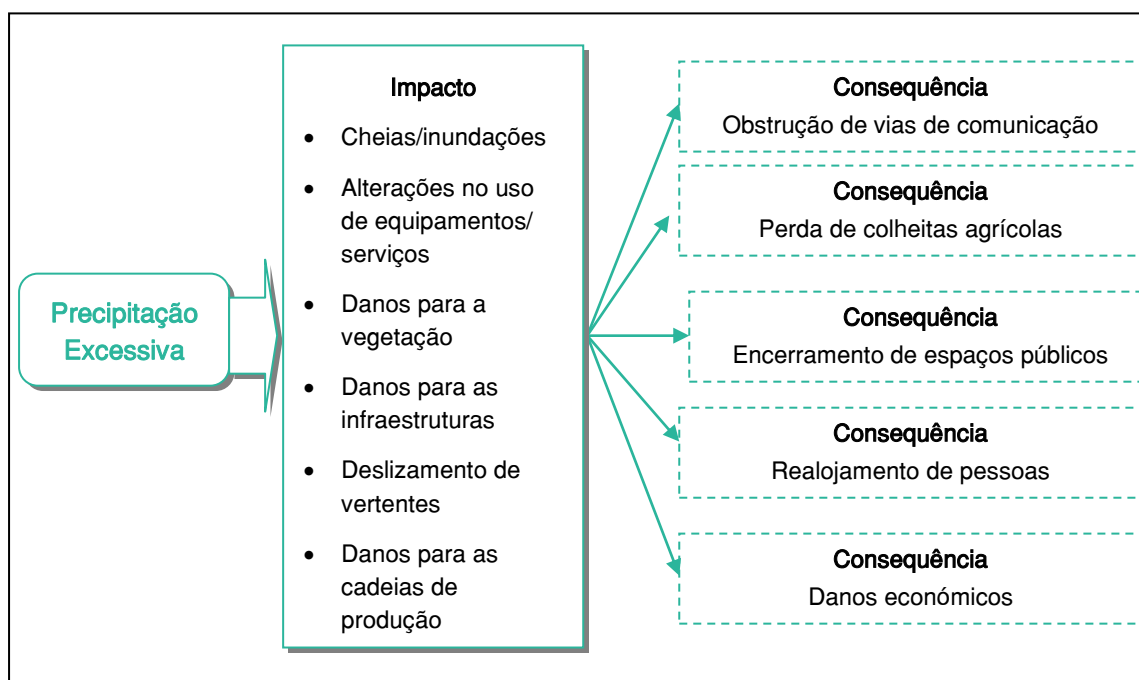 Precipitação
Excessiva
Impacto
• Cheias/inundações
• Alterações no uso
de equipamentos/
serviços
• Danos para a
vegetação
• Danos para as
infraestruturas
• Deslizamento de
vertentes
• Danos para as
cadeias de
produção
Consequência
Obstrução de vias de comunicação
Consequência
Perda de colheitas agrícolas
Consequência
Encerramento de espaços públicos
Consequência
Realojamento de pessoas
Consequência
Danos económicos